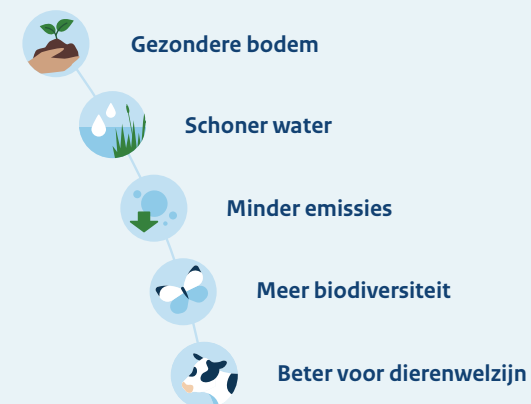 Gezondere bodem
Schoner water
Minder emissies
Meer biodiversiteit
Beter voor dierenwelzijn